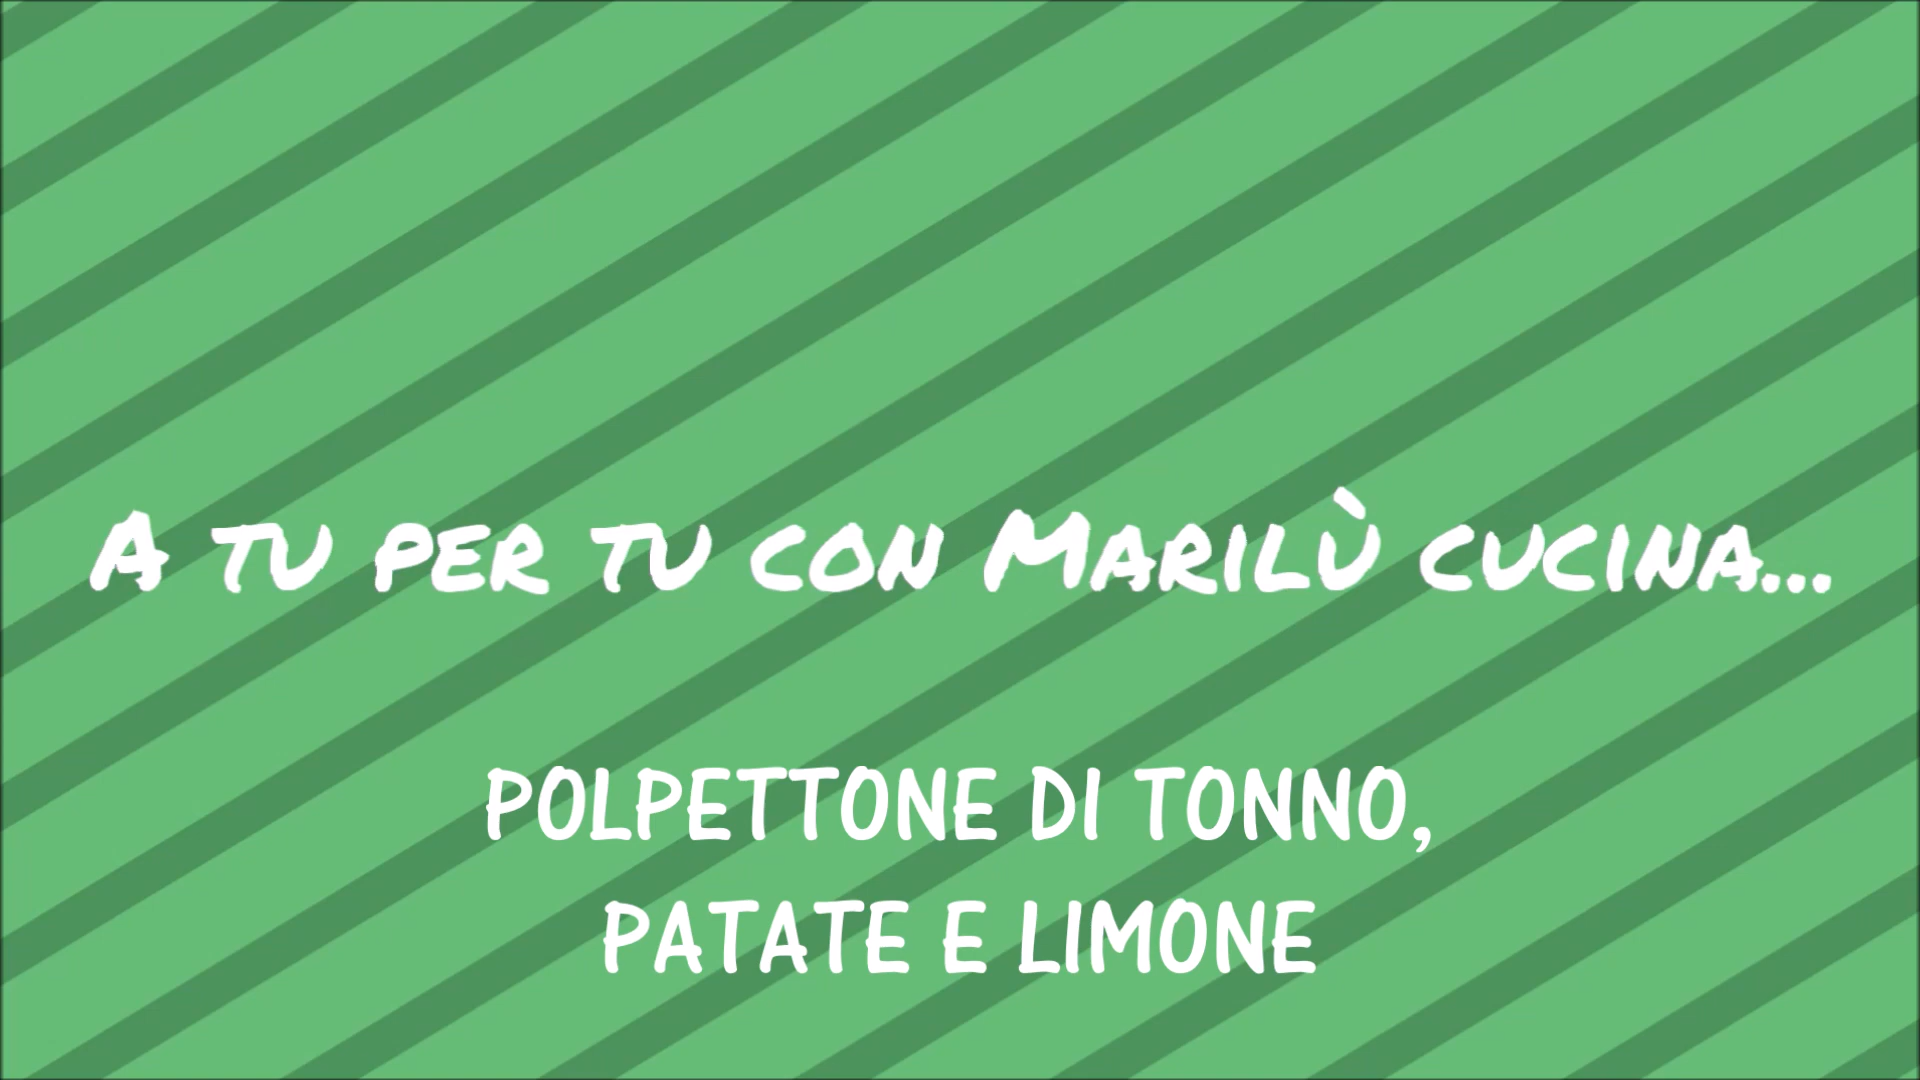 A tu per tu con Marilù cucina...
POLPETTONE DI TONNO,
PATATE E LIMONE